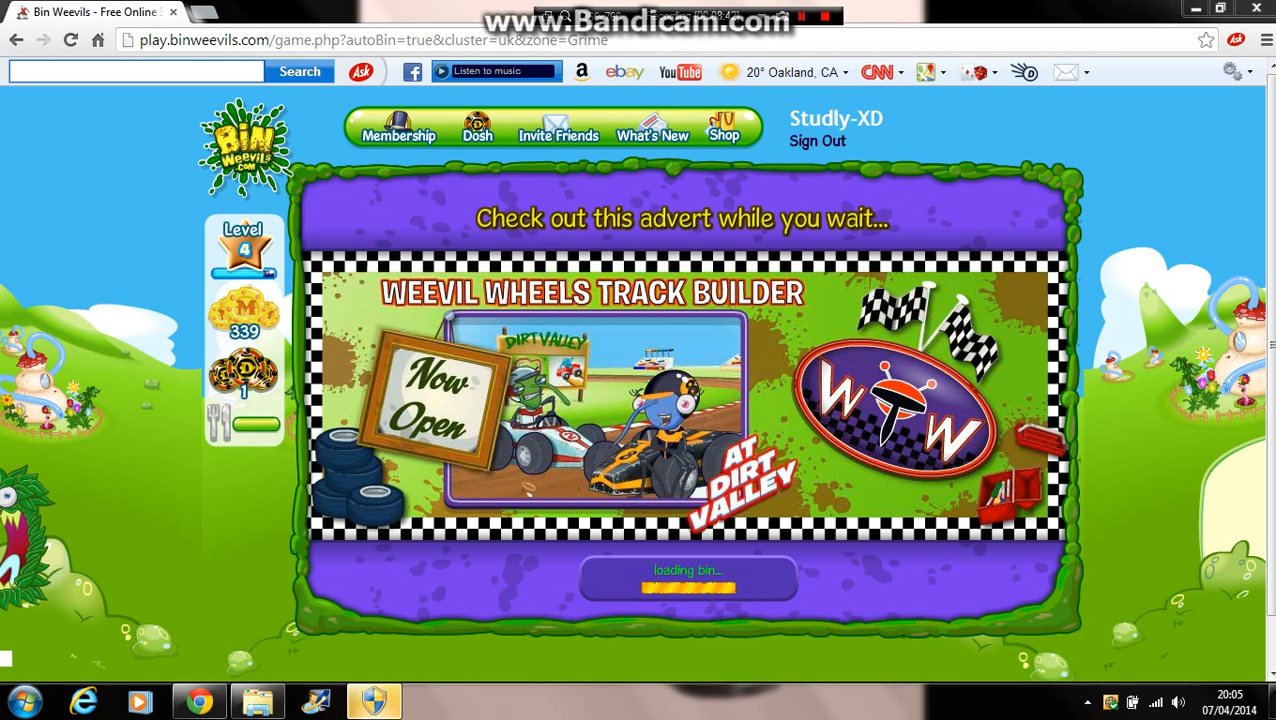 Bin Weevils - Free Online
www.Bandicam.com
play.binweevils.com/game.php?autoBin=true&cluster=uk&zone=Grime
Ask
Search
Ask
Listen to music
a
ebay
YouTube
20° Oakland, CA
CNN
BiN
WEEVILS
.COM
Membership
Dosh
Invite Friends
What's New
Shop
Studly-XD
Sign Out
Level
4
M
339
D
1
Check out this advert while you wait...
WEEVIL WHEELS TRACK BUILDER
DIRT VALLEY
Now
Open
W W
AT
DIRT
VALLEY
loading bin...
20:05
07/04/2014